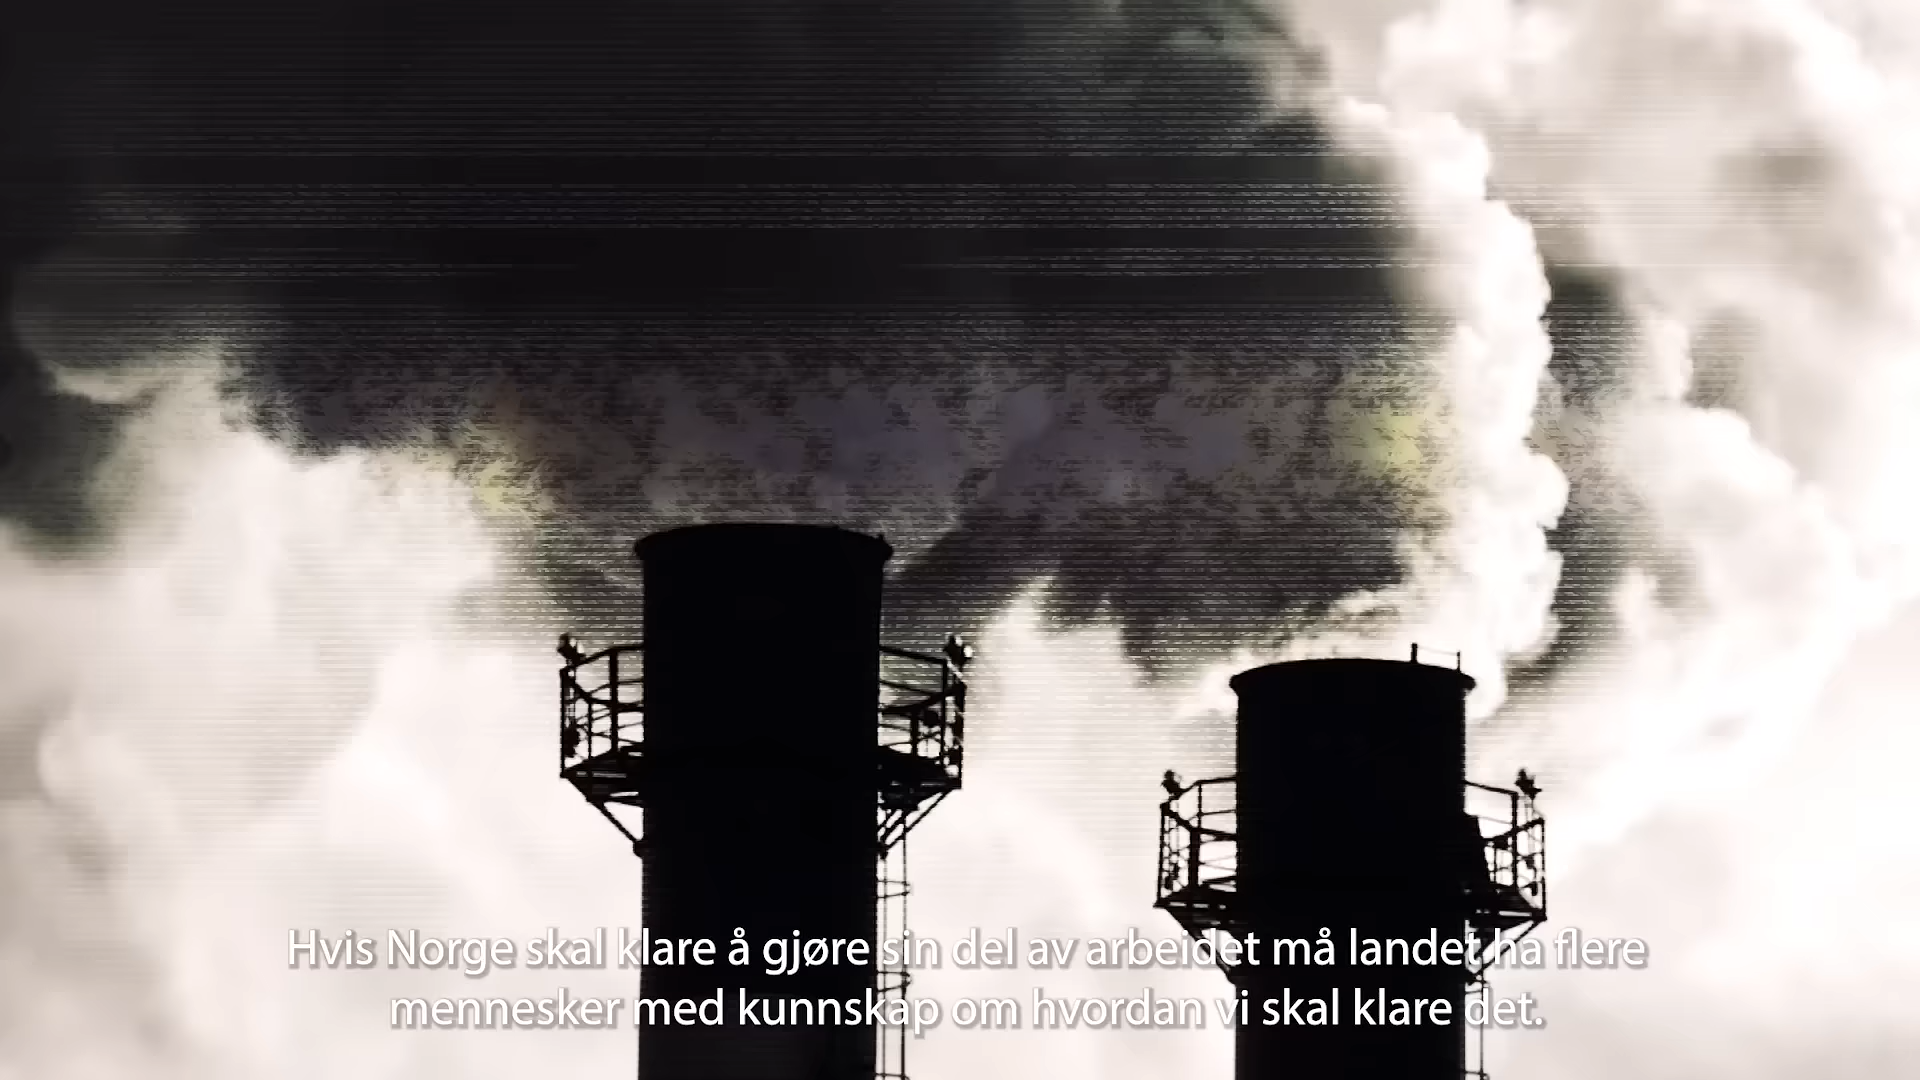 Hvis Norge skal klare å gjøre sin del av arbeidet må landet ha flere
mennesker med kunnskap om hvordan vi skal klare det.